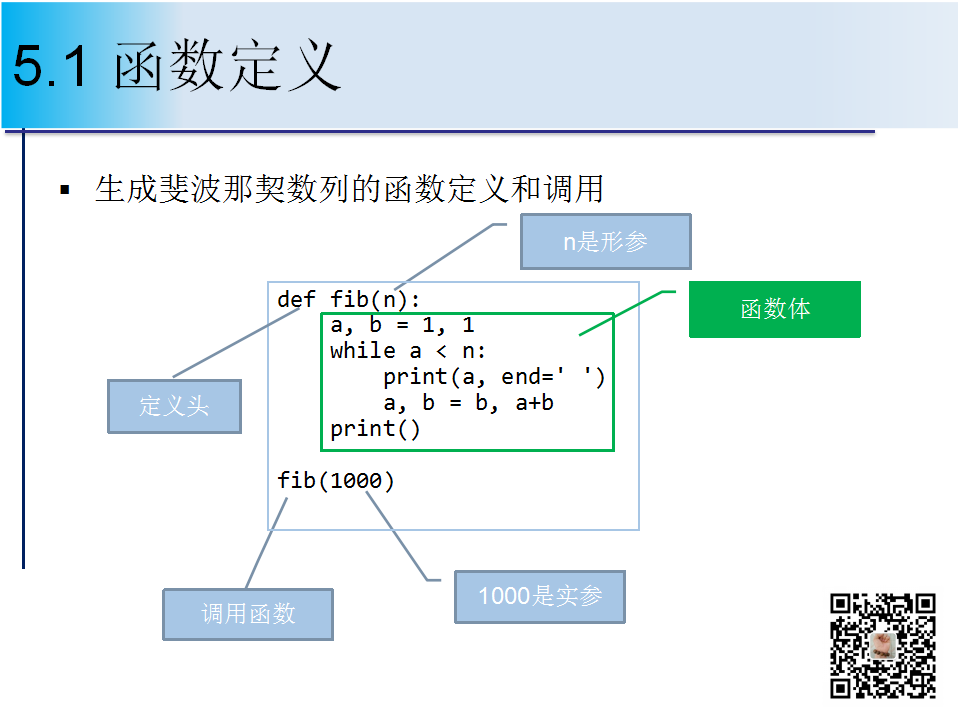 5.1 函数定义
▪ 生成斐波那契数列的函数定义和调用
n是形参
def fib(n):
函数体
    a, b = 1, 1
    while a < n:
        print(a, end=' ')
定义头
        a, b = b, a+b
    print()
fib(1000)
1000是实参
调用函数